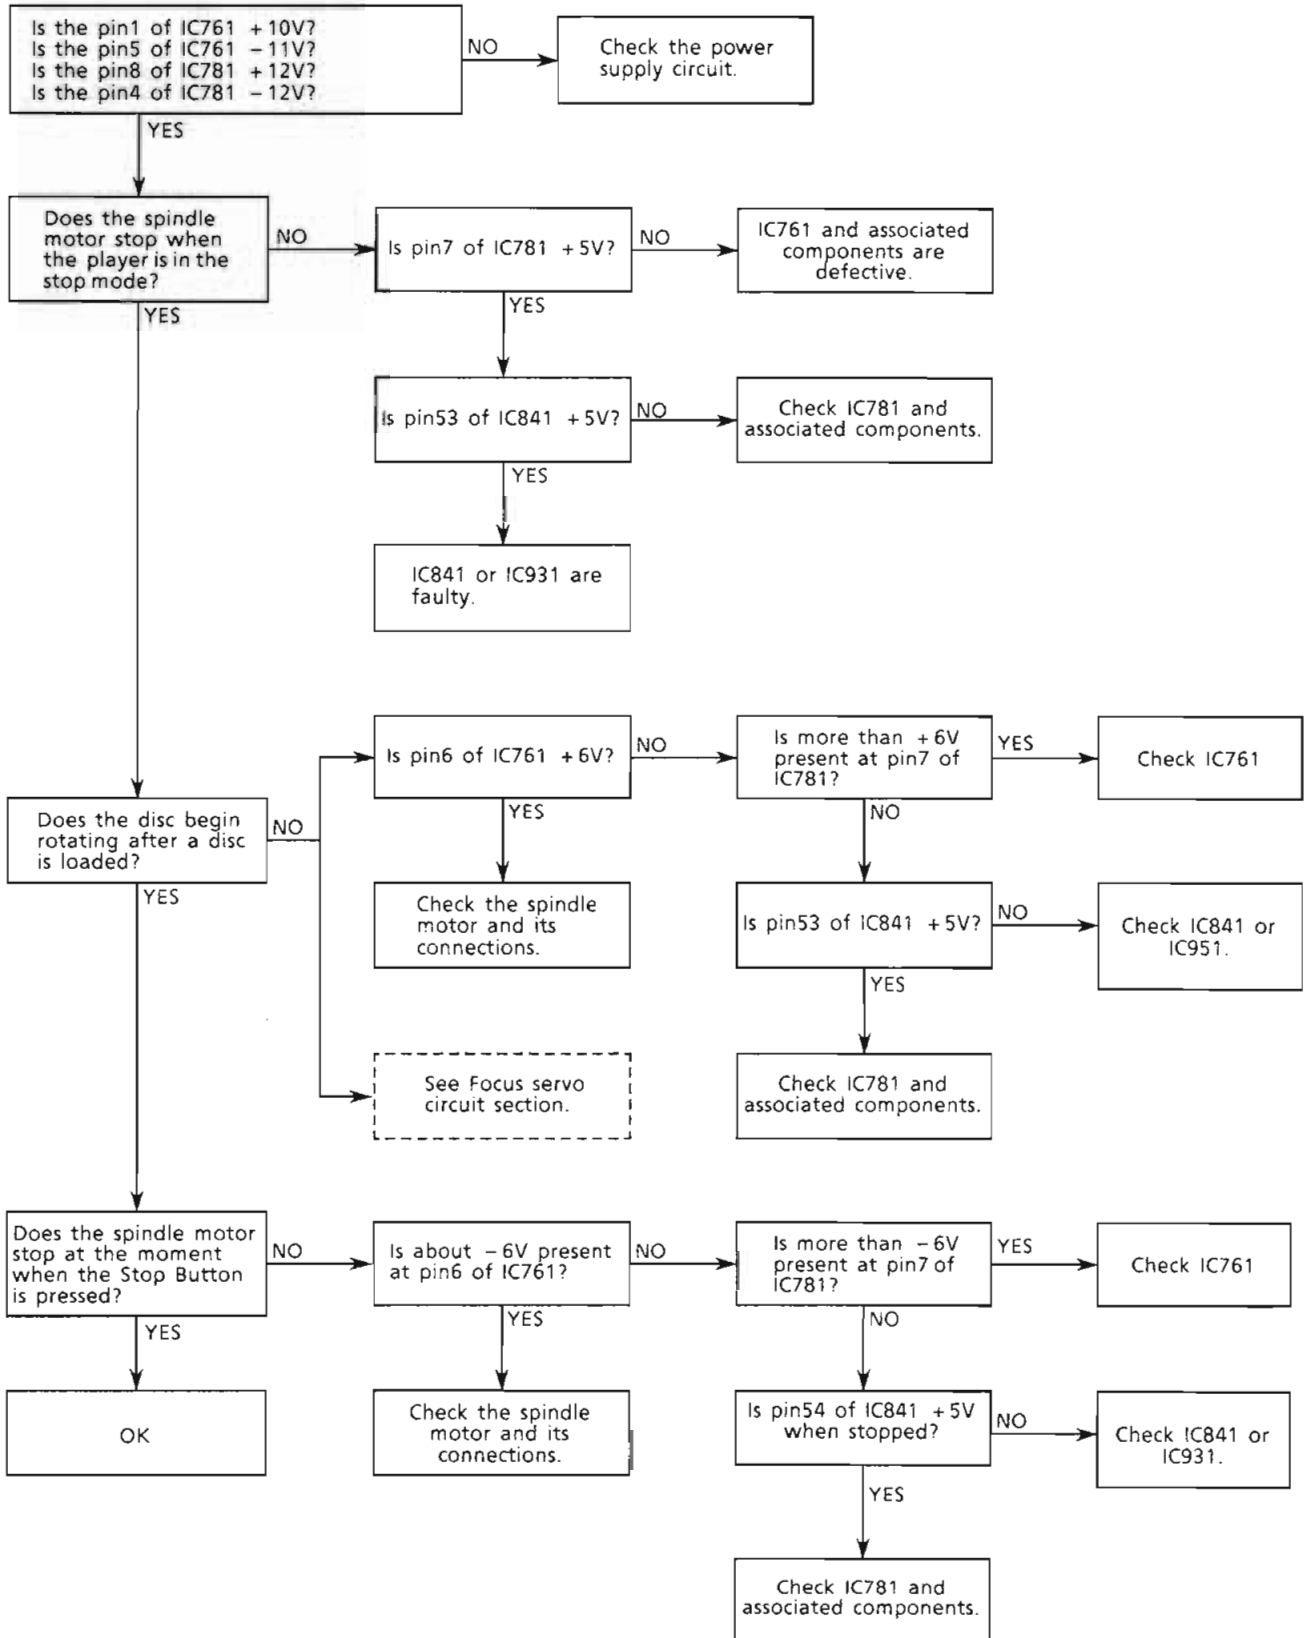 Is the pin1 of IC761 +10V?
Is the pin5 of IC761 −11V?
Is the pin8 of IC781 +12V?
Is the pin4 of IC781 −12V?
NO
Check the power
supply circuit.
YES
Does the spindle
motor stop when
the player is in the
stop mode?
NO
Is pin7 of IC781 +5V?
NO
IC761 and associated
components are
defective.
YES
YES
Is pin53 of IC841 +5V?
NO
Check IC781 and
associated components.
YES
IC841 or IC931 are
faulty.
Is pin6 of IC761 +6V?
NO
Is more than +6V
present at pin7 of
IC781?
YES
Check IC761
Does the disc begin
rotating after a disc
is loaded?
NO
YES
NO
YES
Check the spindle
motor and its
connections.
Is pin53 of IC841 +5V?
NO
Check IC841 or
IC951.
YES
See Focus servo
circuit section.
Check IC781 and
associated components.
Does the spindle motor
stop at the moment
when the Stop Button
is pressed?
NO
Is about −6V present
at pin6 of IC761?
NO
Is more than −6V
present at pin7 of
IC781?
YES
Check IC761
YES
YES
NO
OK
Check the spindle
motor and its
connections.
Is pin54 of IC841 +5V
when stopped?
NO
Check IC841 or
IC931.
YES
Check IC781 and
associated components.